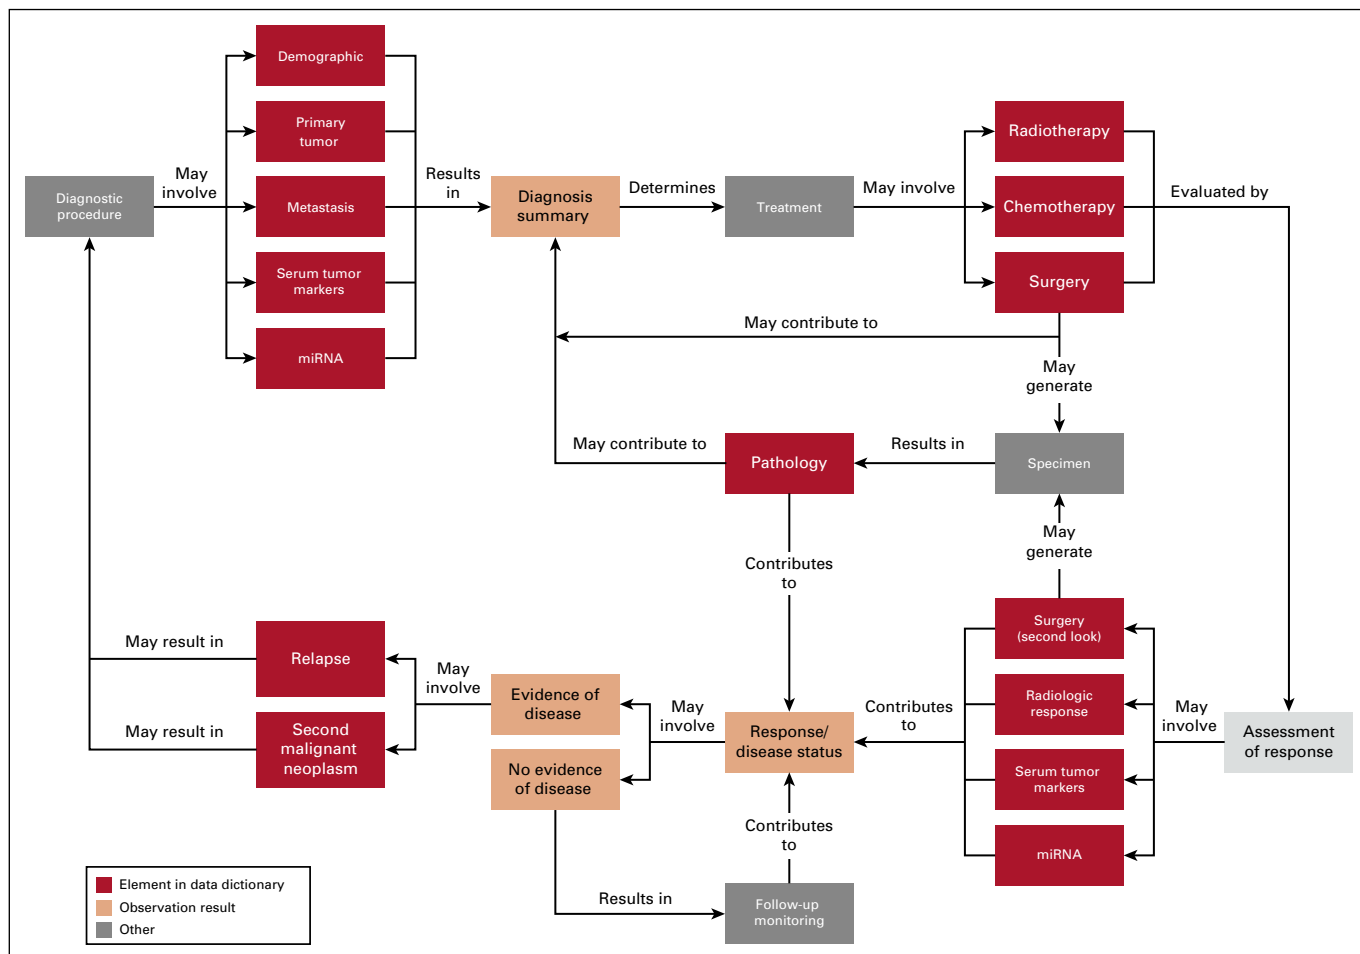 Demographic
Primary
tumor
Metastasis
Serum tumor
markers
miRNA
Diagnostic
procedure
May
involve
Results
in
Diagnosis
summary
Determines
Treatment
May involve
Radiotherapy
Chemotherapy
Surgery
Evaluated by
May contribute to
May
generate
May contribute to
Pathology
Results in
Specimen
May
generate
Contributes
to
Surgery
(second look)
Radiologic
response
Serum tumor
markers
miRNA
May
involve
Assessment
of response
Contributes
to
Response/
disease status
May
involve
Evidence of
disease
No evidence
of disease
May
involve
Relapse
Second
malignant
neoplasm
May result in
May result in
Contributes
to
Results in
Follow-up
monitoring
Element in data dictionary
Observation result
Other